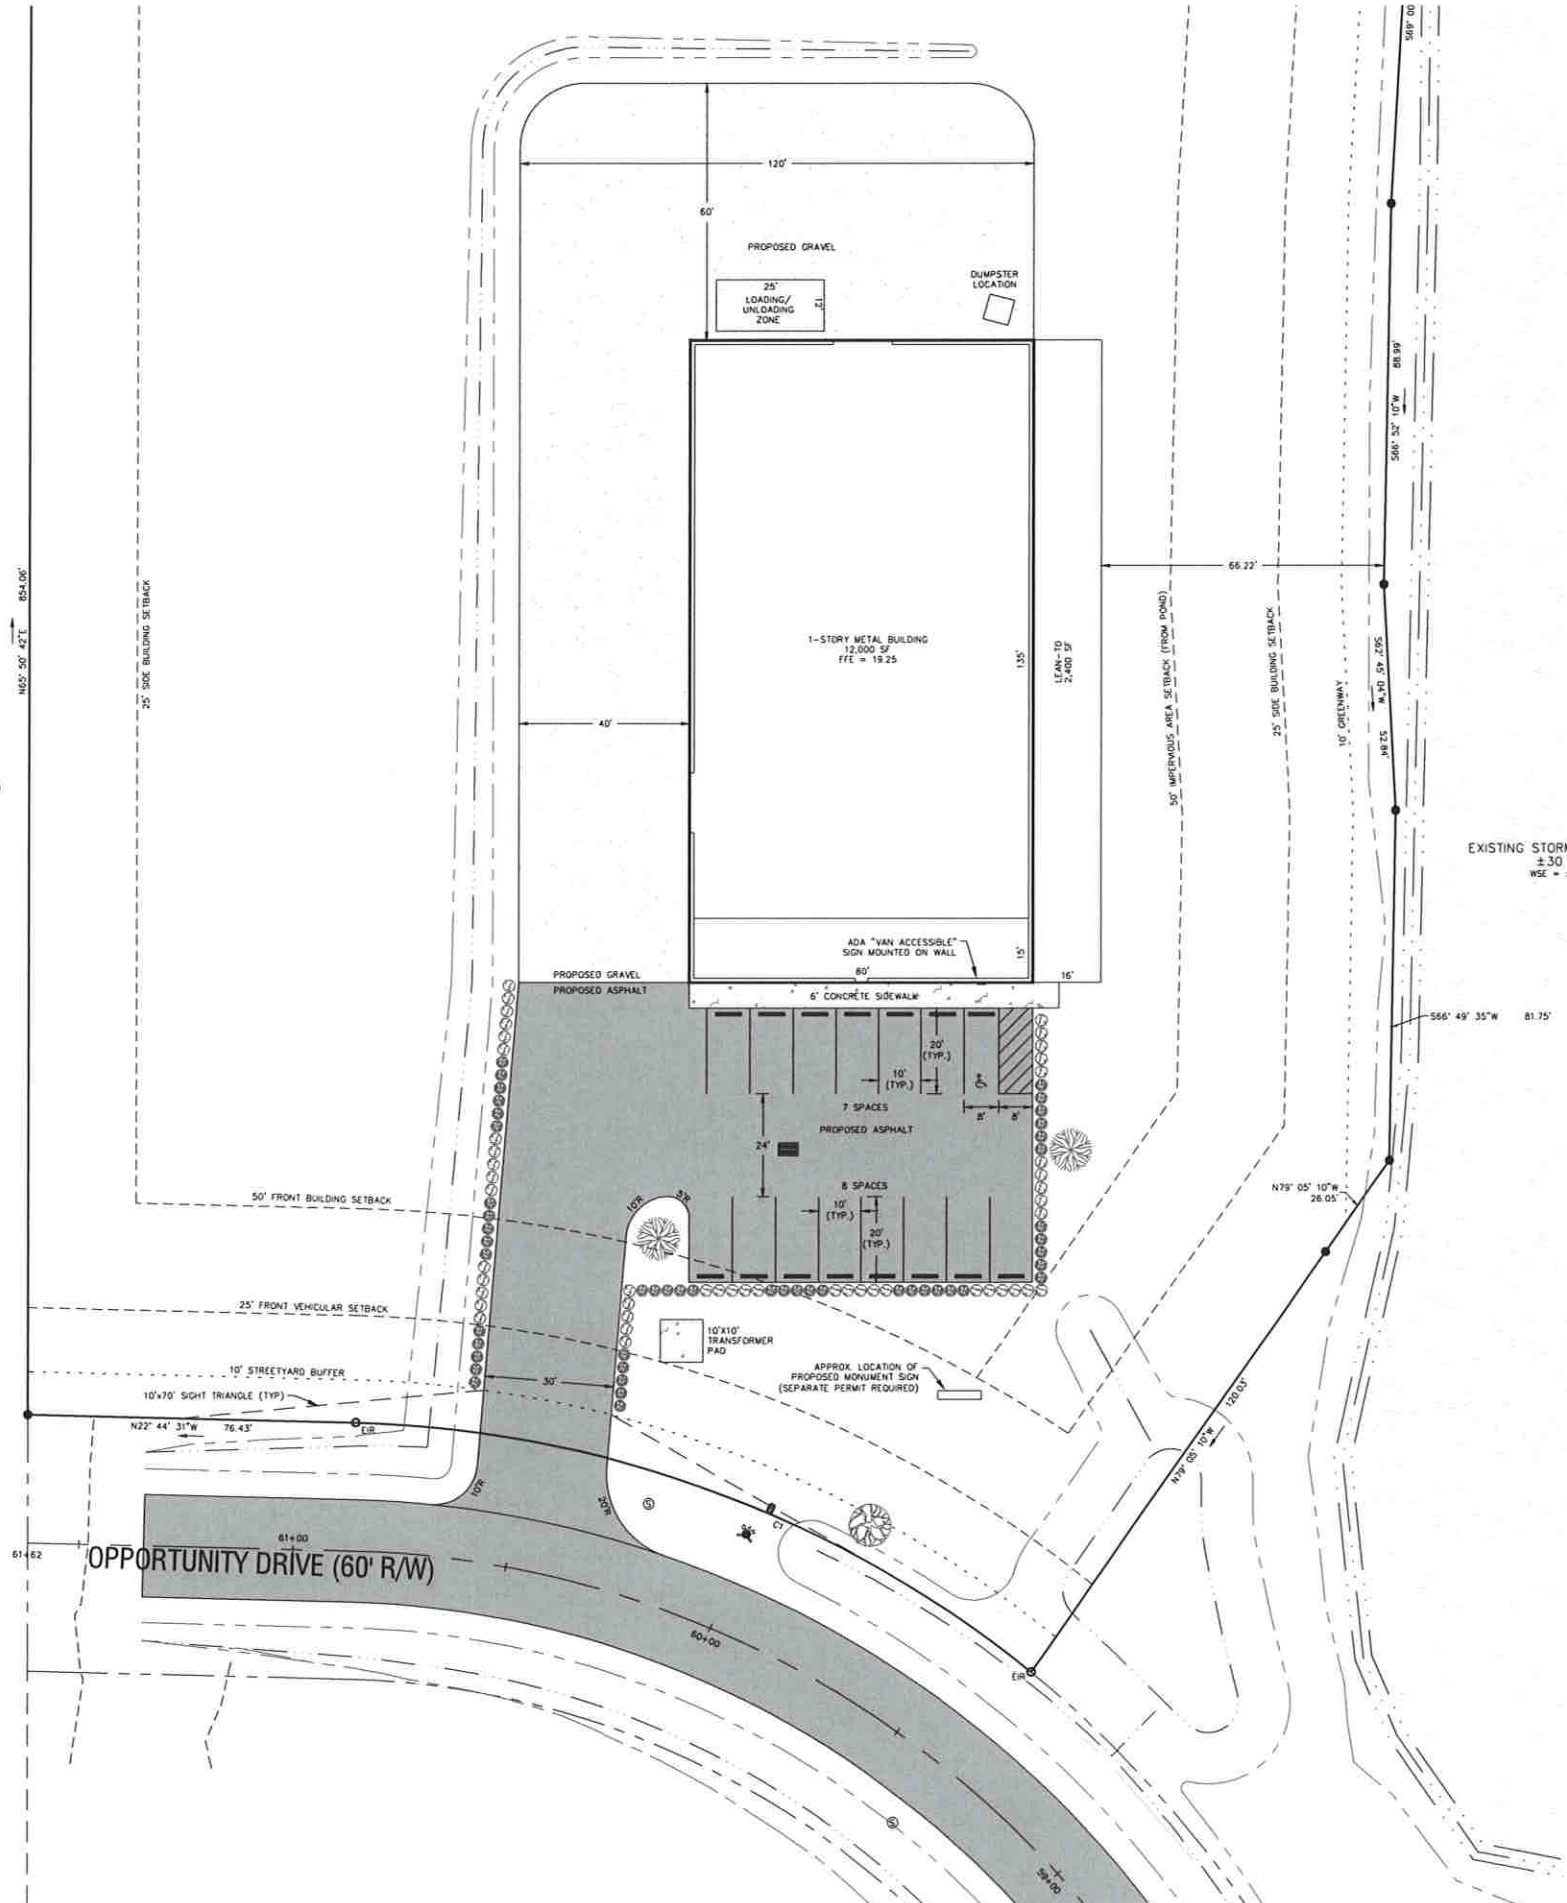 S69° 00
120'
60'
PROPOSED GRAVEL
25'
12'
LOADING/
UNLOADING
ZONE
DUMPSTER
LOCATION
S66° 52' 10"W 88.99'
66.22'
N65° 50' 42"E 854.06'
25' SIDE BUILDING SETBACK
1-STORY METAL BUILDING
12,000 SF
FFE = 19.25
135'
LEAN-TO
2,400 SF
50' IMPERVIOUS AREA SETBACK (FROM POND)
25' SIDE BUILDING SETBACK
10' GREENWAY
S62° 45' 04"W 52.84'
40'
EXISTING STOR
±30
WSE =
ADA "VAN ACCESSIBLE"
SIGN MOUNTED ON WALL
15'
80'
16'
PROPOSED GRAVEL
PROPOSED ASPHALT
6' CONCRETE SIDEWALK
S66° 49' 35"W 81.75'
20'
(TYP.)
10'
(TYP.)
8'
8'
7 SPACES
PROPOSED ASPHALT
24'
8 SPACES
10'
(TYP.)
20'
(TYP.)
10'R
5'R
N79° 05' 10"W
26.05'
50' FRONT BUILDING SETBACK
25' FRONT VEHICULAR SETBACK
10'X10'
TRANSFORMER
PAD
10' STREETYARD BUFFER
APPROX. LOCATION OF
PROPOSED MONUMENT SIGN
(SEPARATE PERMIT REQUIRED)
30'
10'x70' SIGHT TRIANGLE (TYP)
N22° 44' 31"W 76.43'
EIR
N79° 05' 10"W 120.03'
10'R
20'R
S
C1
61+62
61+00
OPPORTUNITY DRIVE (60' R/W)
60+00
EIR
S
59+00